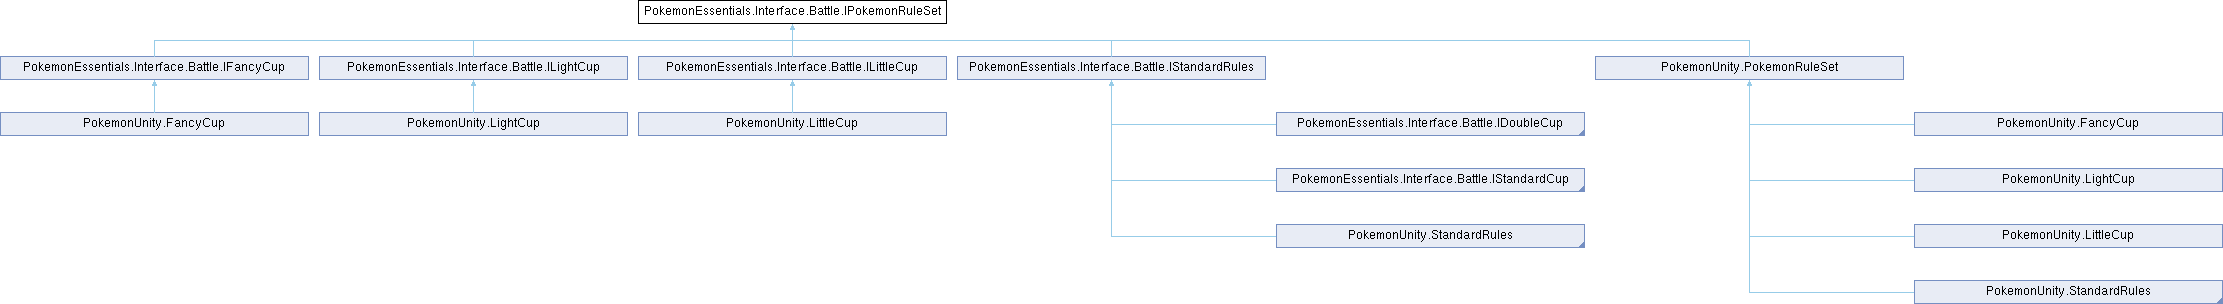 PokemonEssentials.Interface.Battle.IPokemonRuleSet
PokemonEssentials.Interface.Battle.IFancyCup
PokemonEssentials.Interface.Battle.ILightCup
PokemonEssentials.Interface.Battle.ILittleCup
PokemonEssentials.Interface.Battle.IStandardRules
PokemonUnity.PokemonRuleSet
PokemonUnity.FancyCup
PokemonUnity.LightCup
PokemonUnity.LittleCup
PokemonEssentials.Interface.Battle.IDoubleCup
PokemonUnity.FancyCup
PokemonEssentials.Interface.Battle.IStandardCup
PokemonUnity.LightCup
PokemonUnity.StandardRules
PokemonUnity.LittleCup
PokemonUnity.StandardRules